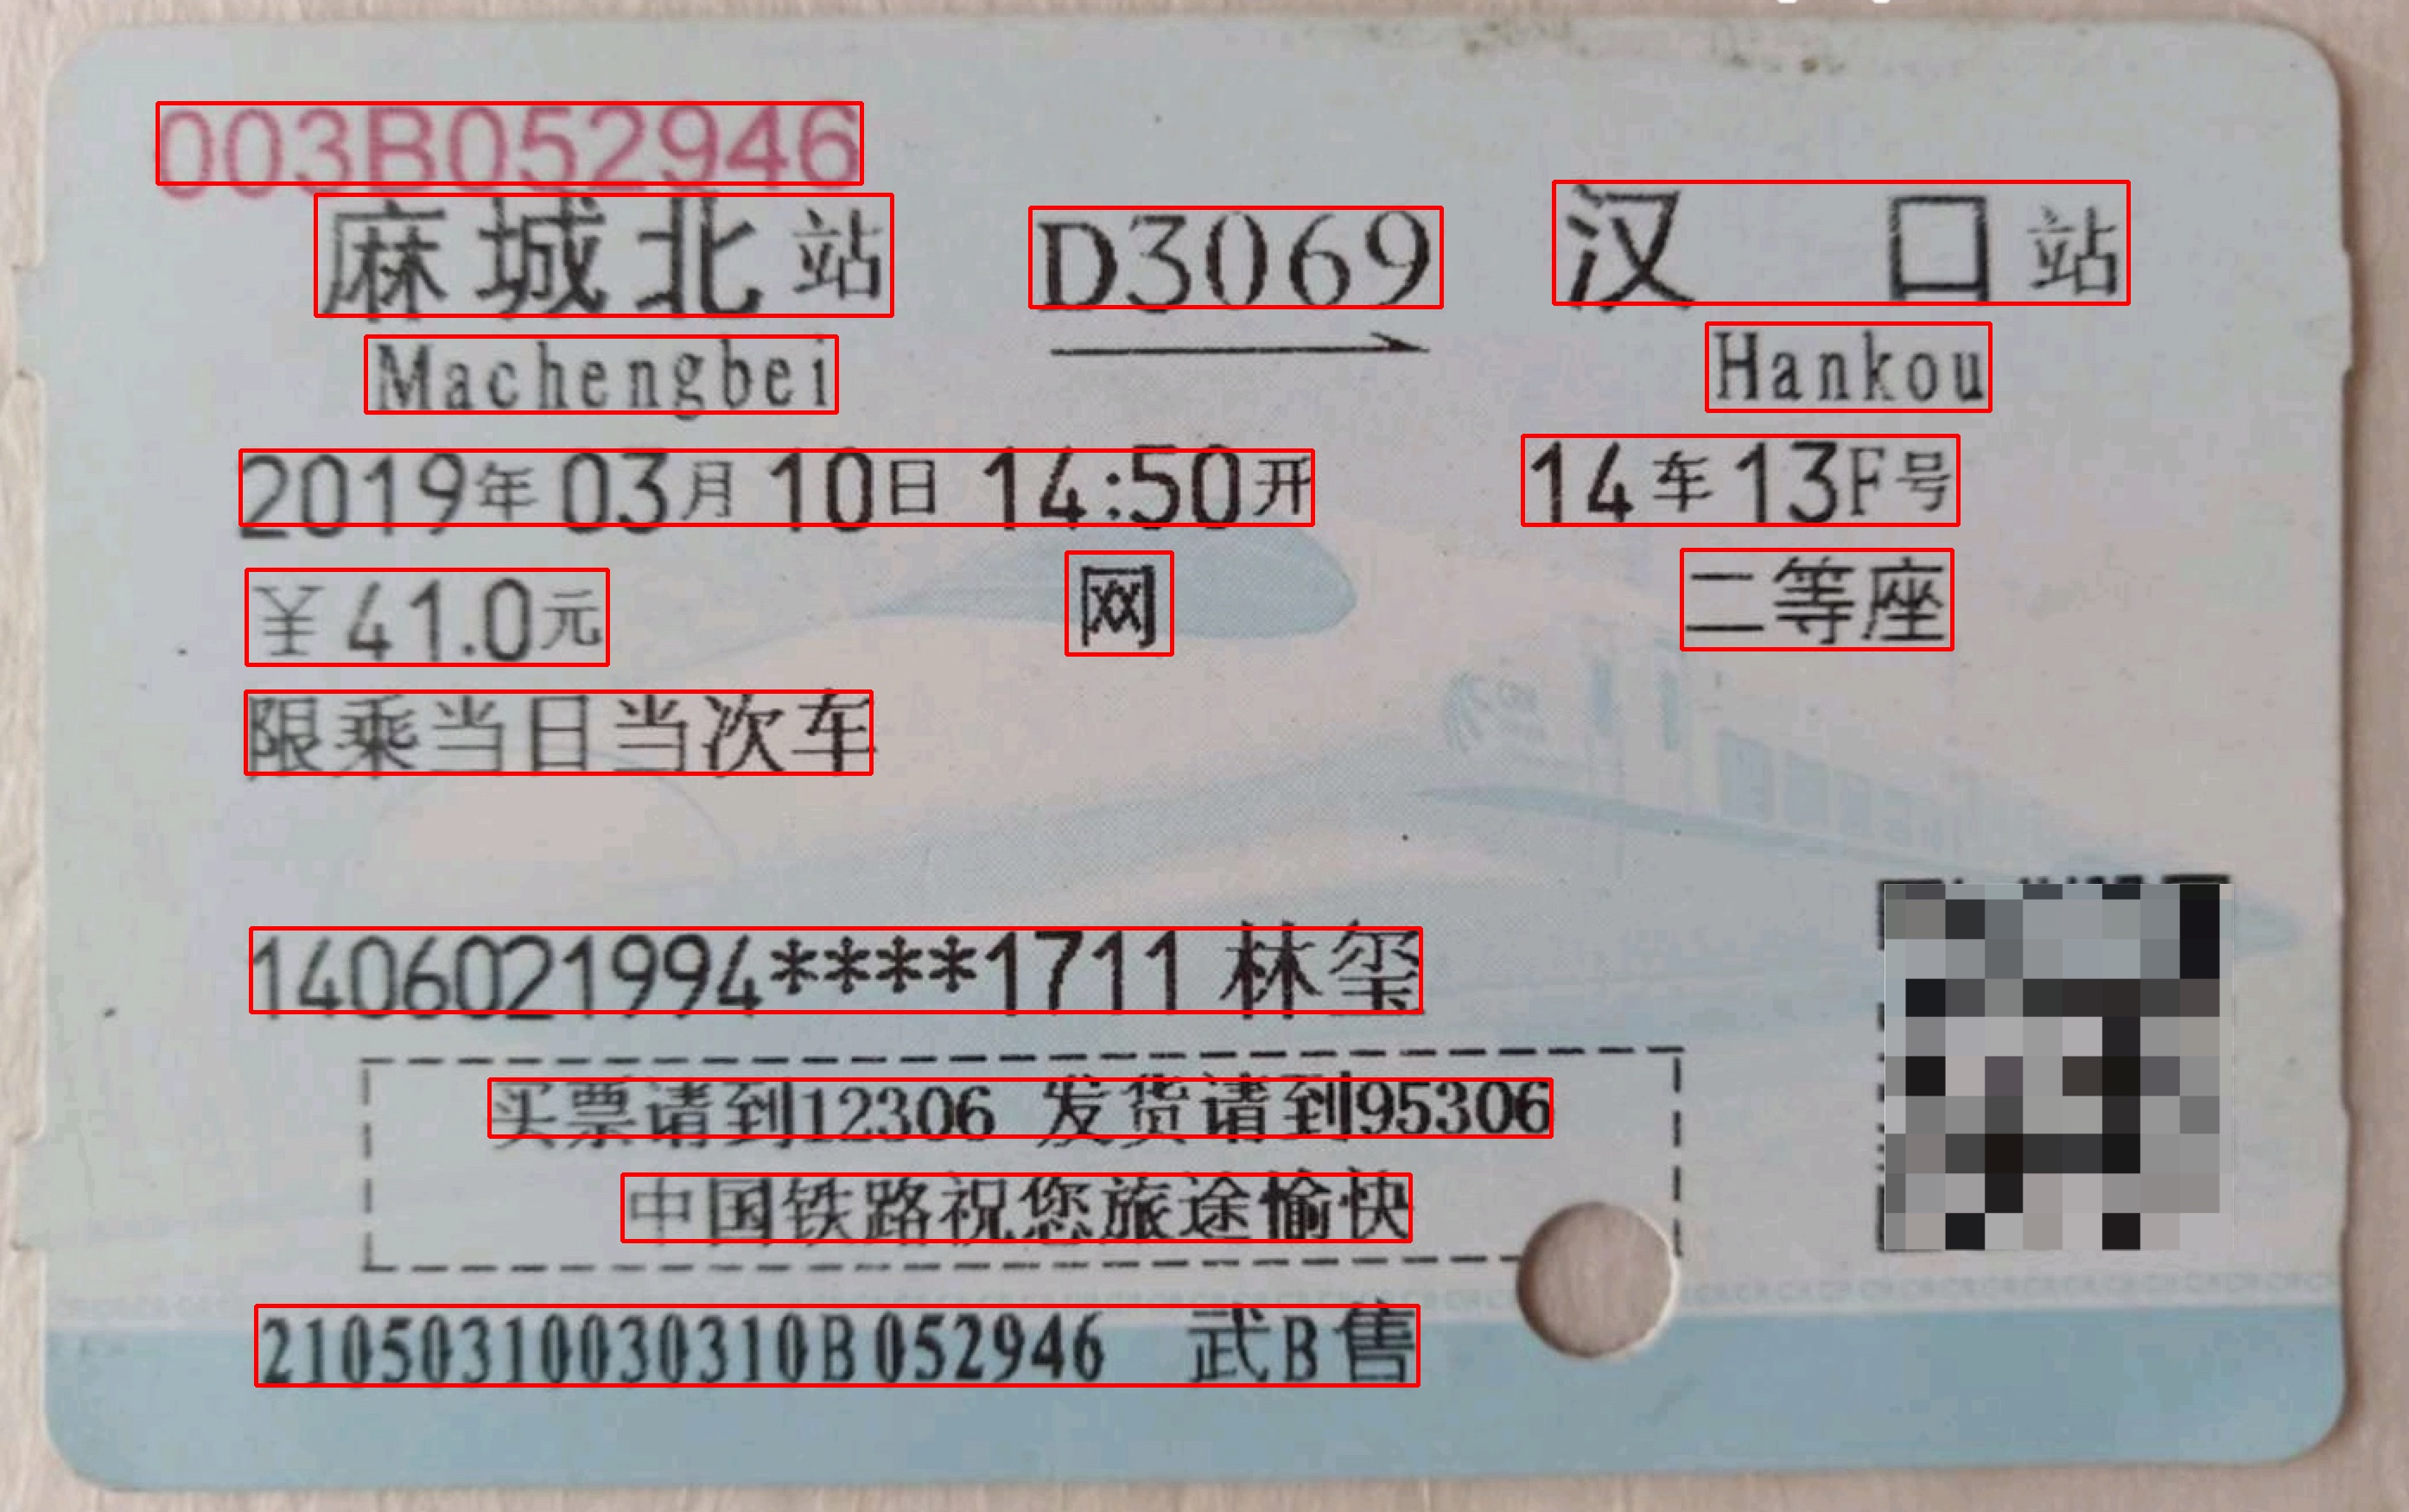 003B052946
麻城北站 D3069 汉口站
Machengbei Hankou
2019年03月10日 14:50开 14车13F号
￥41.0元 网 二等座
限乘当日当次车
1406021994****1711 林玺
买票请到12306 发货请到95306
中国铁路祝您旅途愉快
21050310030310B052946 武B售